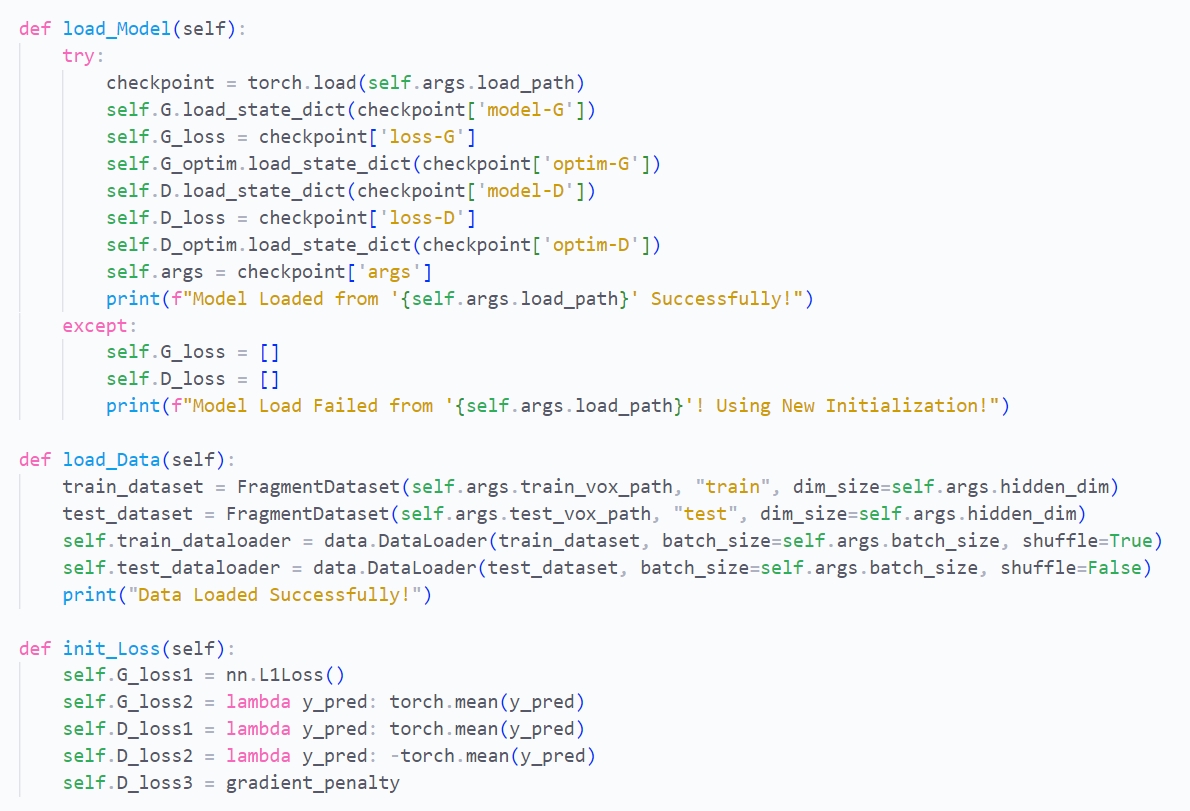 def load_Model(self):
    try:
        checkpoint = torch.load(self.args.load_path)
        self.G.load_state_dict(checkpoint['model-G'])
        self.G_loss = checkpoint['loss-G']
        self.G_optim.load_state_dict(checkpoint['optim-G'])
        self.D.load_state_dict(checkpoint['model-D'])
        self.D_loss = checkpoint['loss-D']
        self.D_optim.load_state_dict(checkpoint['optim-D'])
        self.args = checkpoint['args']
        print(f"Model Loaded from '{self.args.load_path}' Successfully!")
    except:
        self.G_loss = []
        self.D_loss = []
        print(f"Model Load Failed from '{self.args.load_path}'! Using New Initialization!")

def load_Data(self):
    train_dataset = FragmentDataset(self.args.train_vox_path, "train", dim_size=self.args.hidden_dim)
    test_dataset = FragmentDataset(self.args.test_vox_path, "test", dim_size=self.args.hidden_dim)
    self.train_dataloader = data.DataLoader(train_dataset, batch_size=self.args.batch_size, shuffle=True)
    self.test_dataloader = data.DataLoader(test_dataset, batch_size=self.args.batch_size, shuffle=False)
    print("Data Loaded Successfully!")

def init_Loss(self):
    self.G_loss1 = nn.L1Loss()
    self.G_loss2 = lambda y_pred: torch.mean(y_pred)
    self.D_loss1 = lambda y_pred: torch.mean(y_pred)
    self.D_loss2 = lambda y_pred: -torch.mean(y_pred)
    self.D_loss3 = gradient_penalty